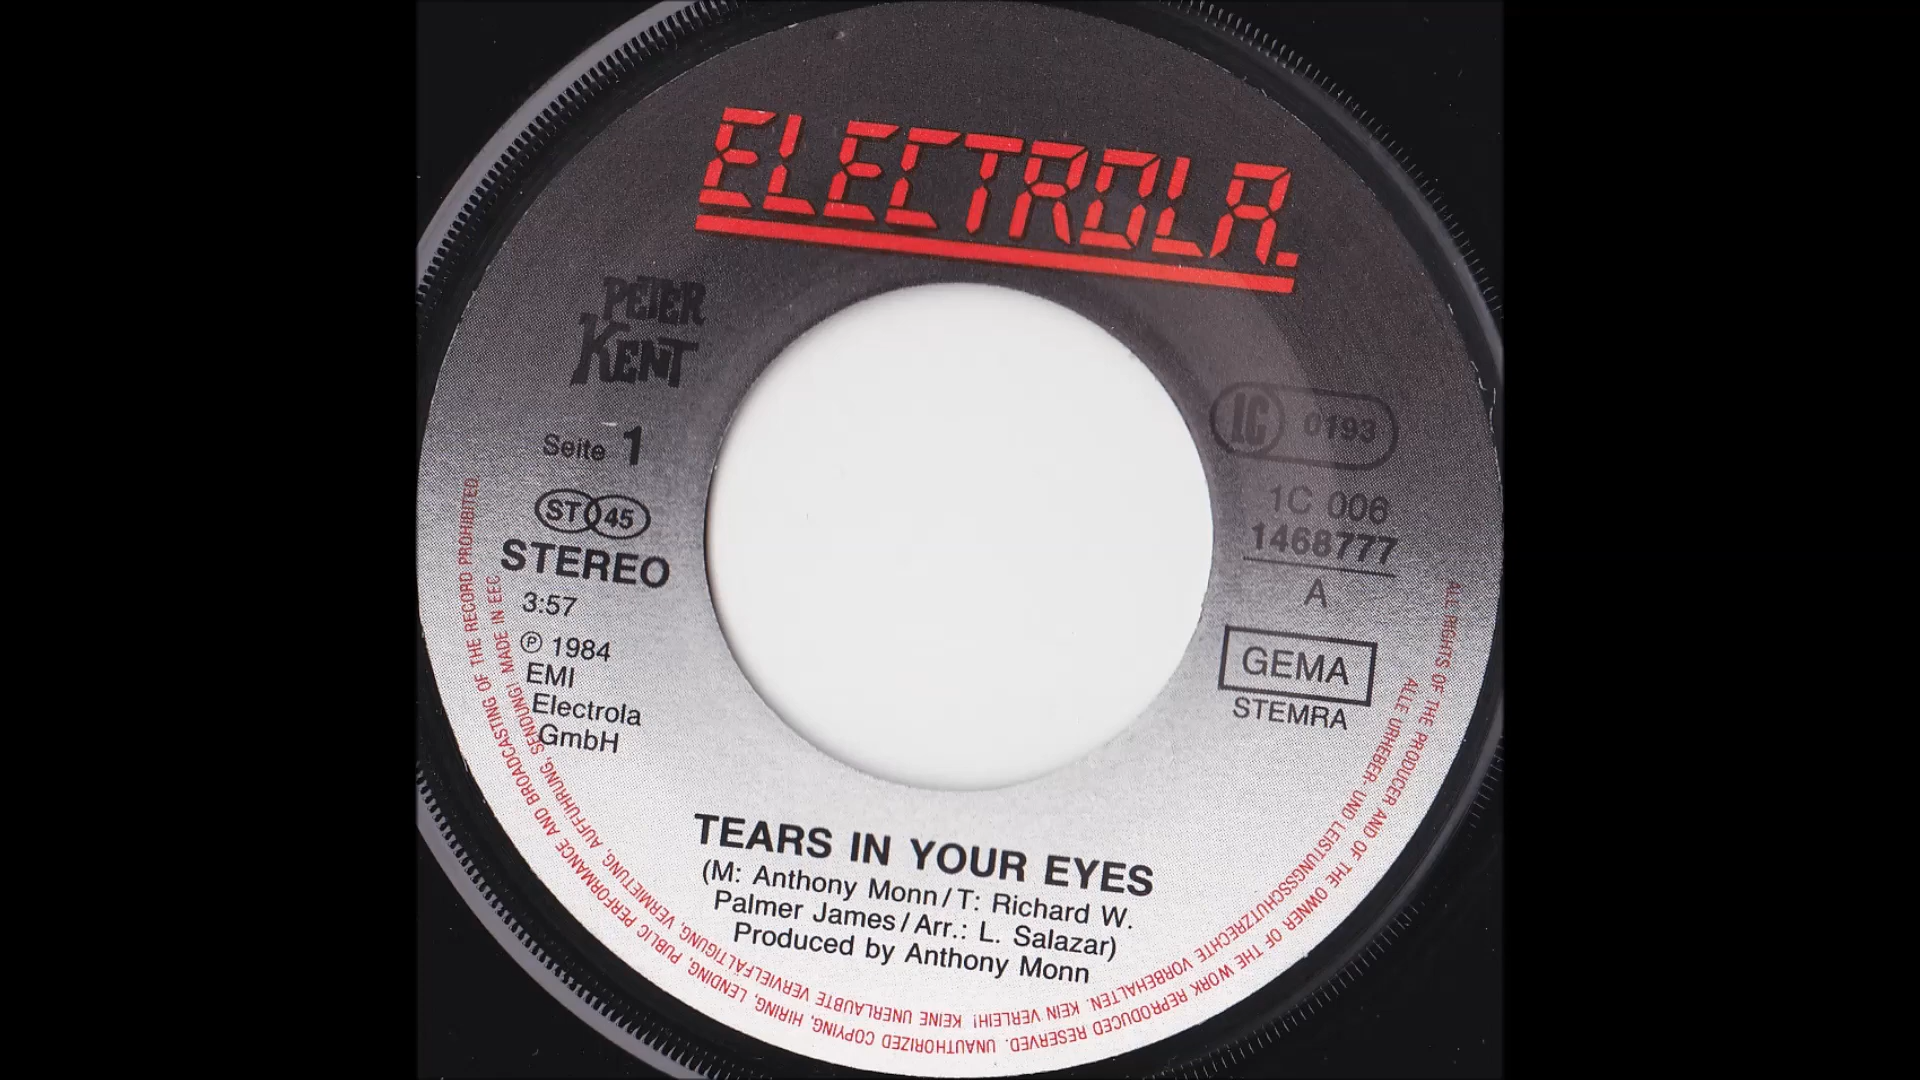 ELECTROLA
PETER
KENT
Seite 1
ST 45
STEREO
3:57
℗ 1984
EMI
Electrola
GmbH
LC 0193
1C 006
1468777
A
GEMA
STEMRA
TEARS IN YOUR EYES
(M: Anthony Monn/T: Richard W.
Palmer James/Arr.: L. Salazar)
Produced by Anthony Monn
ALL RIGHTS OF THE PRODUCER AND OF THE OWNER OF THE WORK REPRODUCED RESERVED. UNAUTHORIZED COPYING, HIRING, LENDING, PUBLIC PERFORMANCE AND BROADCASTING OF THE RECORD PROHIBITED.
ALLE URHEBER- UND LEISTUNGSSCHUTZRECHTE VORBEHALTEN. KEIN VERLEIH! KEINE UNERLAUBTE VERVIELFÄLTIGUNG, VERMIETUNG, AUFFÜHRUNG, SENDUNG! MADE IN EEC